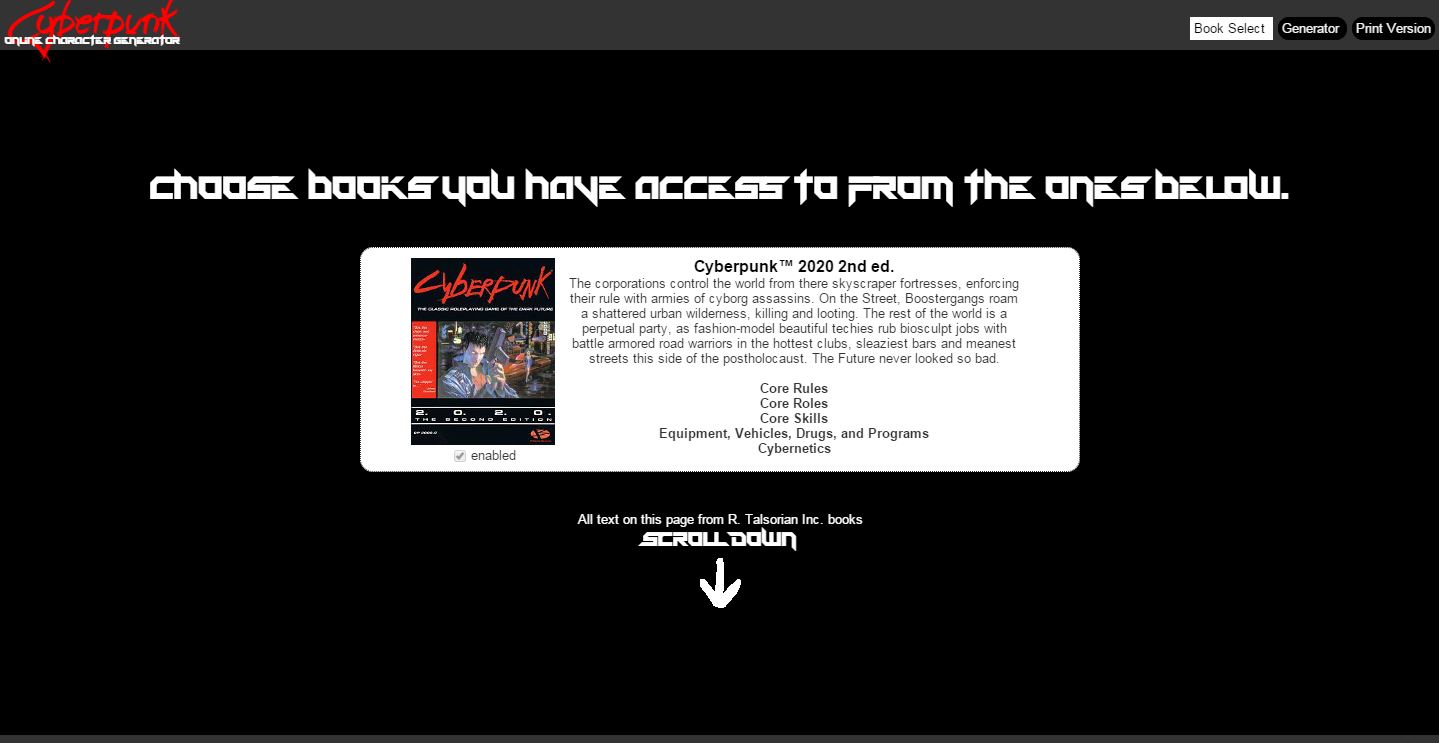 Cyberpunk
ONLINE CHARACTER GENERATOR
Book Select Generator Print Version
CHOOSE BOOKS YOU HAVE ACCESS TO FROM THE ONES BELOW.
Cyberpunk™ 2020 2nd ed.
The corporations control the world from there skyscraper fortresses, enforcing
their rule with armies of cyborg assassins. On the Street, Boostergangs roam
a shattered urban wilderness, killing and looting. The rest of the world is a
perpetual party, as fashion-model beautiful techies rub biosculpt jobs with
battle armored road warriors in the hottest clubs, sleaziest bars and meanest
streets this side of the postholocaust. The Future never looked so bad.
Core Rules
Core Roles
Core Skills
Equipment, Vehicles, Drugs, and Programs
Cybernetics
CYBERPUNK
THE CLASSIC ROLEPLAYING GAME OF THE DARK FUTURE
2. 0. 2. 0.
THE SECOND EDITION
enabled
All text on this page from R. Talsorian Inc. books
SCROLL DOWN